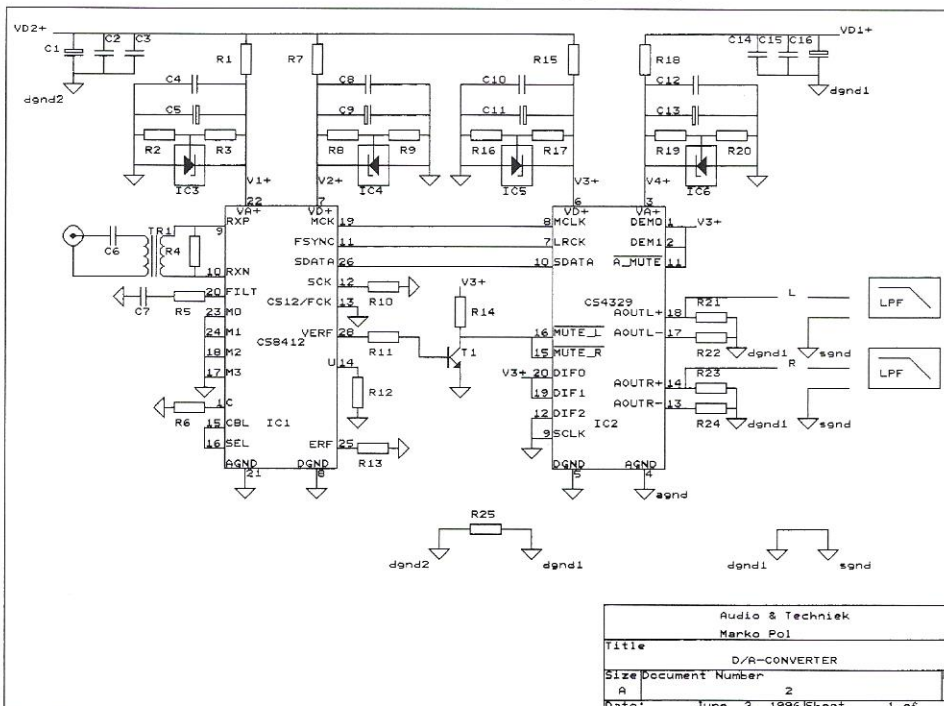 VD2+
C1
C2
C3
R1
R7
R15
R18
C14
C15
C16
VD1+
dgnd2
dgnd1
C4
C5
R2
R3
IC3
V1+
C8
C9
R8
R9
IC4
V2+
C10
C11
R16
R17
IC5
V3+
C12
C13
R19
R20
IC6
V4+
22
VA+
7
VD+
9
RXP
MCK
19
FSYNC
11
SDATA
26
10
RXN
SCK
12
20
FILT
CS12/FCK
13
23
M0
24
M1
CS8412
VERF
28
18
M2
17
M3
U
14
1
C
15
CBL
IC1
16
SEL
ERF
25
AGND
21
DGND
8
TR1
C6
R4
C7
R5
R6
R10
R11
R12
R13
V3+
R14
T1
6
VD+
3
VA+
8
MCLK
DEM0
1
V3+
7
LRCK
DEM1
2
10
SDATA
A_MUTE
11
CS4329
AOUTL+
18
AOUTL-
17
16
MUTE_L
15
MUTE_R
V3+
20
DIF0
AOUTR+
14
19
DIF1
AOUTR-
13
12
DIF2
IC2
9
SCLK
DGND
5
AGND
4
agnd
R21
L
R22
dgnd1
sgnd
LPF
R23
R
R24
dgnd1
sgnd
LPF
R25
dgnd2
dgnd1
dgnd1
sgnd
Audio & Techniek
Marko Pol
Title
D/A-CONVERTER
Size
Document Number
A
2
Date:
June 3, 1996
Sheet
1 of